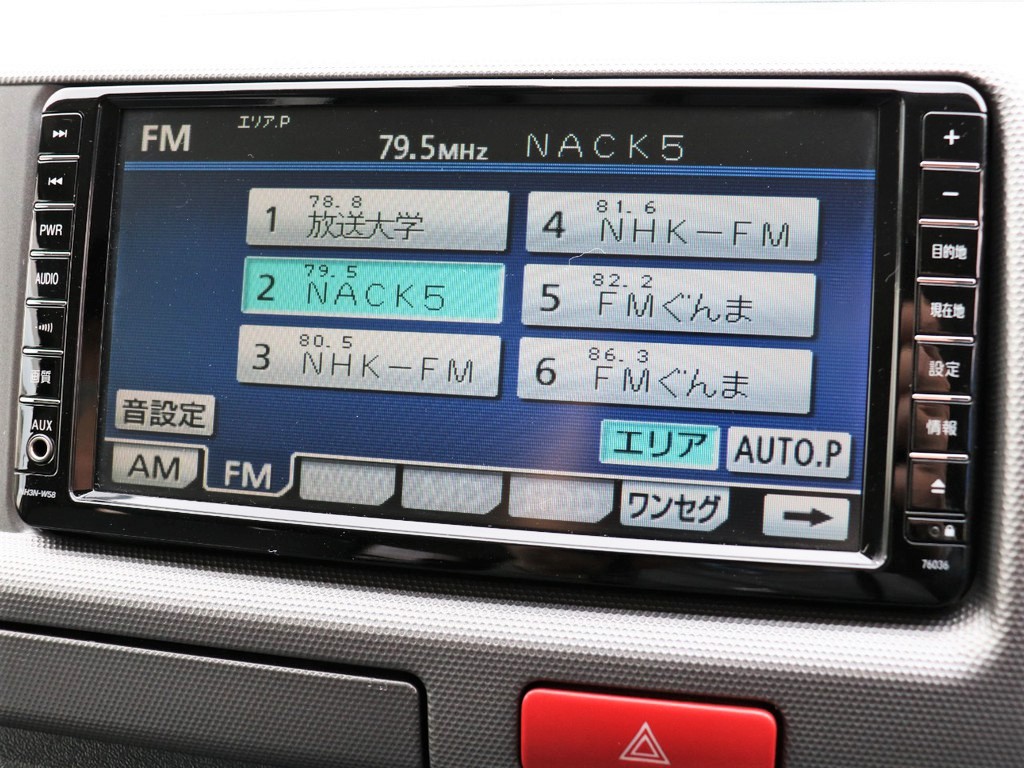 FM
エリア.P
79.5MHz NACK5
1 78.8 放送大学
2 79.5 NACK5
3 80.5 NHK-FM
4 81.6 NHK-FM
5 82.2 FMぐんま
6 86.3 FMぐんま
音設定
エリア
AUTO.P
AM
FM
ワンセグ
PWR
AUDIO
音質
AUX
NH3N-W58
+
-
目的地
現在地
設定
情報
76036